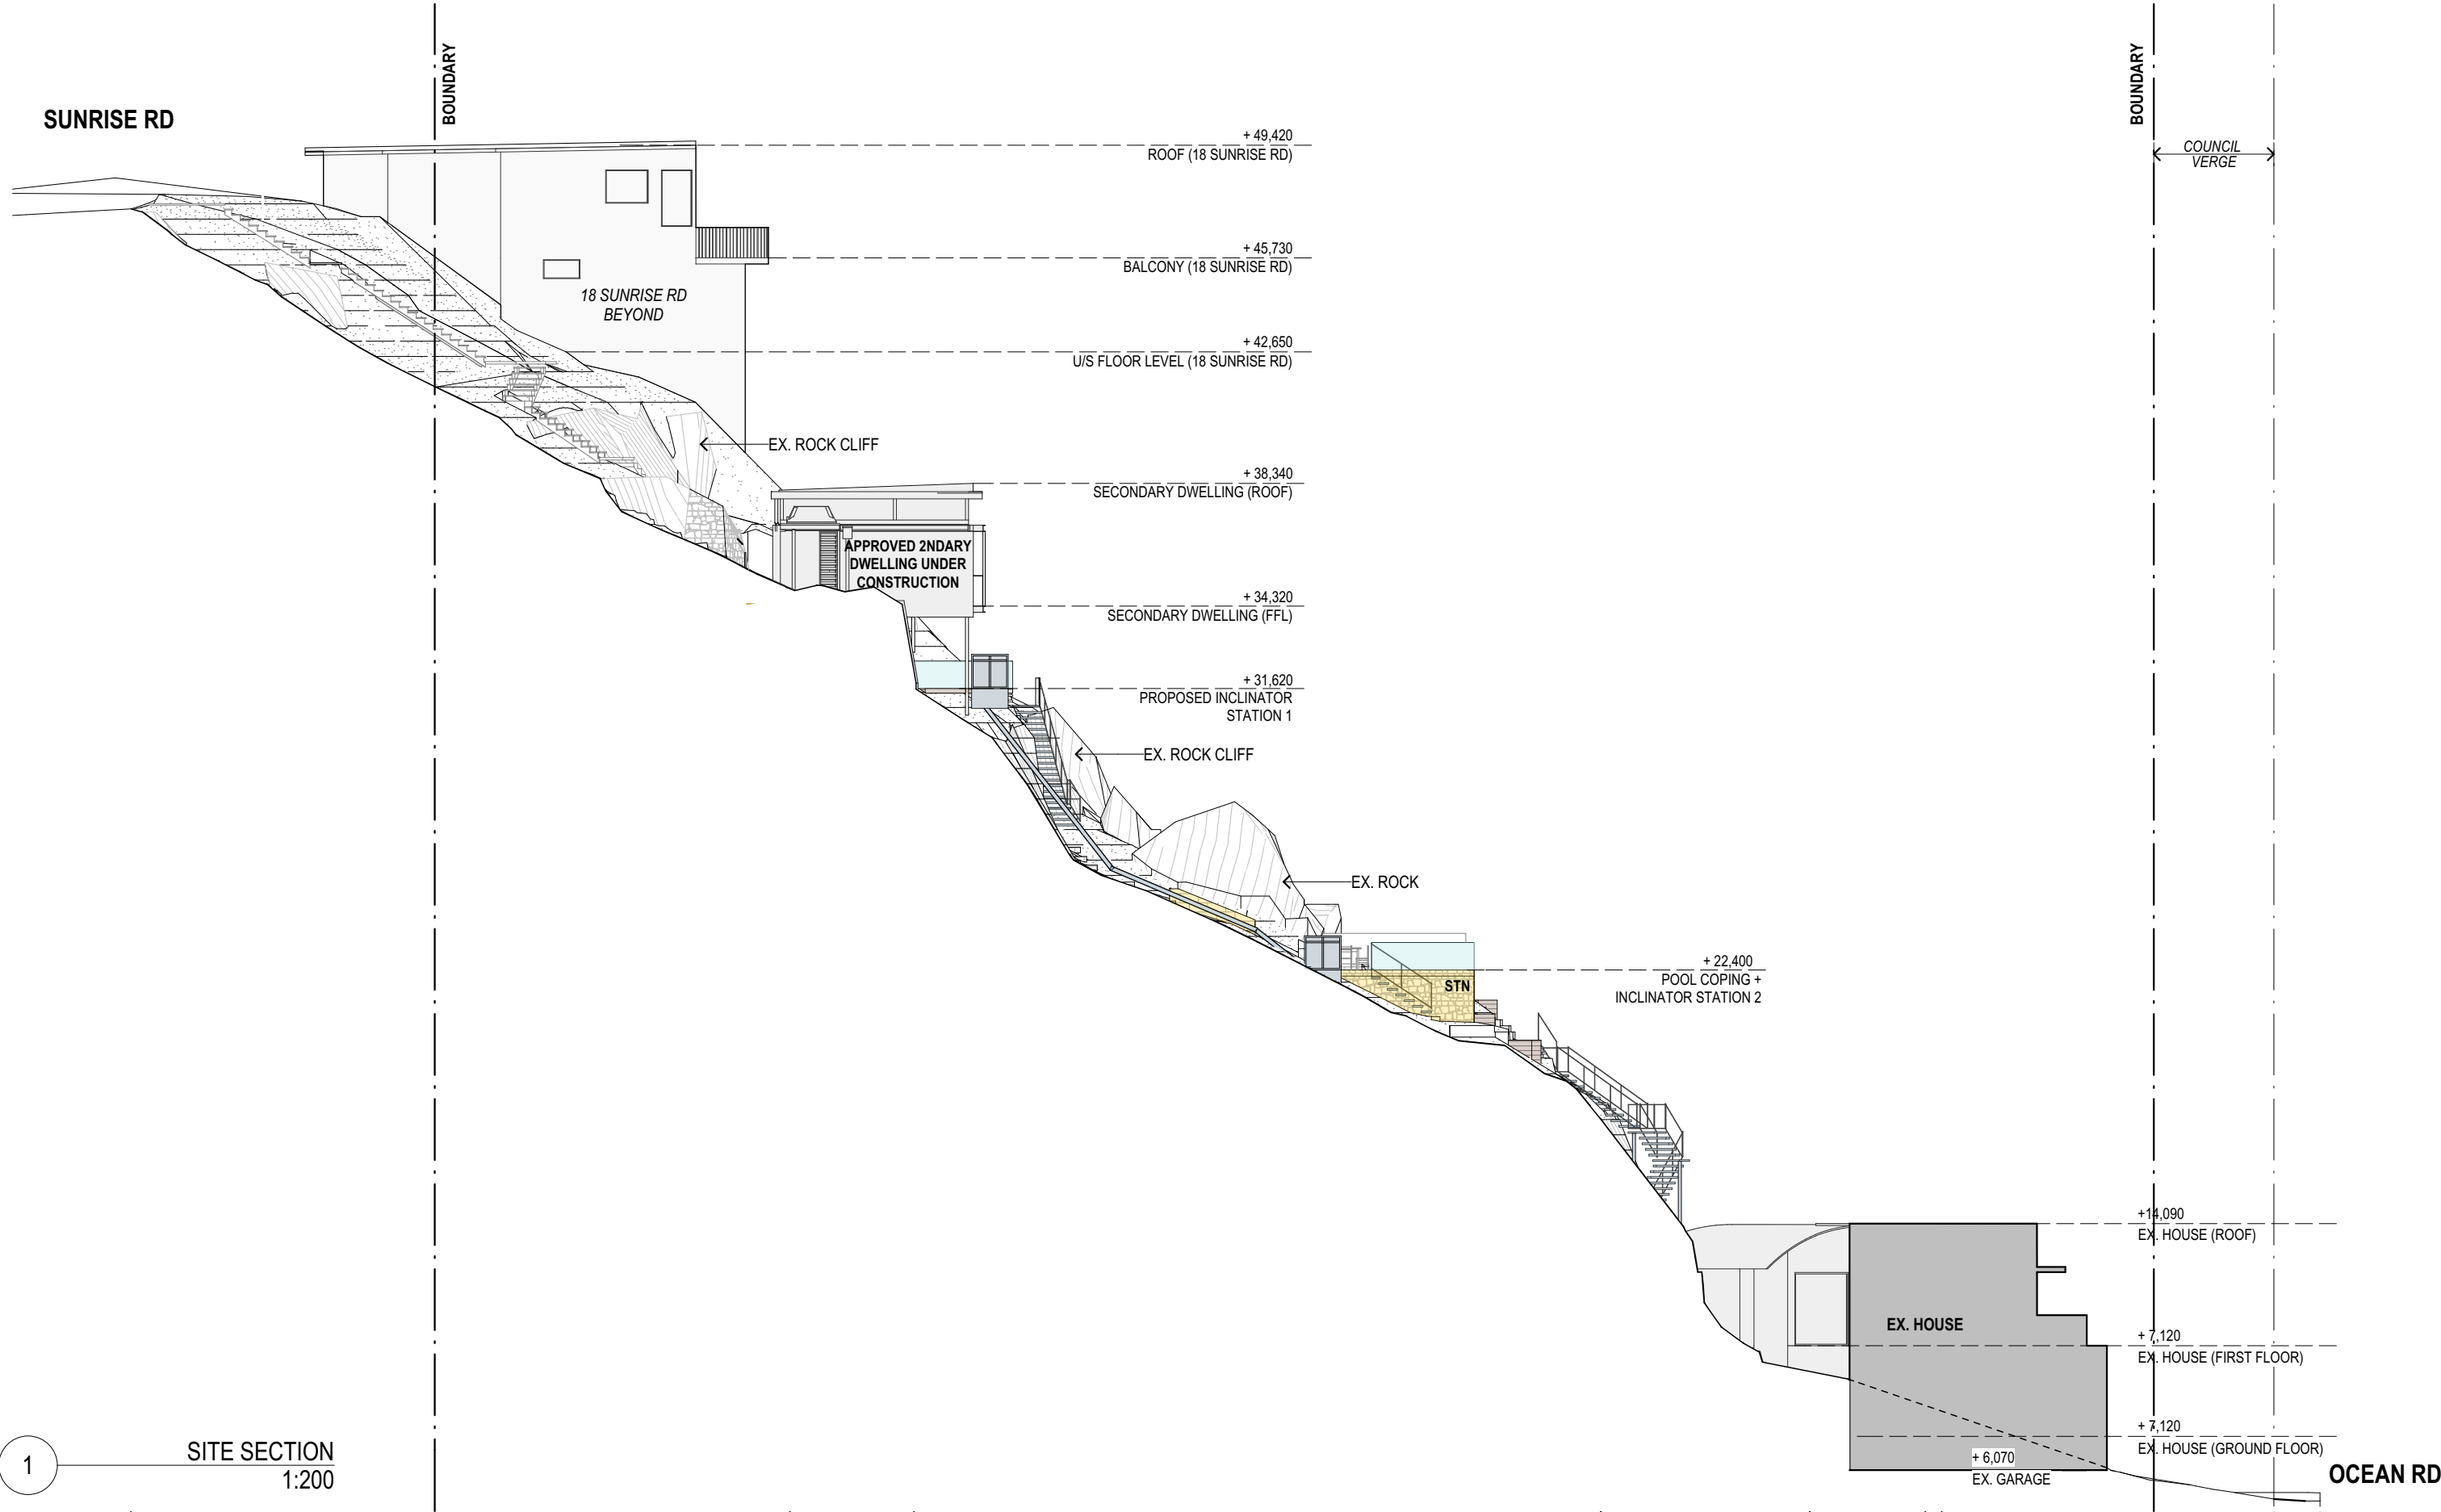 SUNRISE RD
BOUNDARY
BOUNDARY
COUNCIL
VERGE
+ 49,420
ROOF (18 SUNRISE RD)
+ 45,730
BALCONY (18 SUNRISE RD)
18 SUNRISE RD
BEYOND
+ 42,650
U/S FLOOR LEVEL (18 SUNRISE RD)
EX. ROCK CLIFF
+ 38,340
SECONDARY DWELLING (ROOF)
APPROVED 2NDARY
DWELLING UNDER
CONSTRUCTION
+ 34,320
SECONDARY DWELLING (FFL)
+ 31,620
PROPOSED INCLINATOR
STATION 1
EX. ROCK CLIFF
EX. ROCK
+ 22,400
POOL COPING +
INCLINATOR STATION 2
STN
+14,090
EX. HOUSE (ROOF)
EX. HOUSE
+ 7,120
EX. HOUSE (FIRST FLOOR)
+ 7,120
EX. HOUSE (GROUND FLOOR)
+ 6,070
EX. GARAGE
OCEAN RD
1
SITE SECTION
1:200